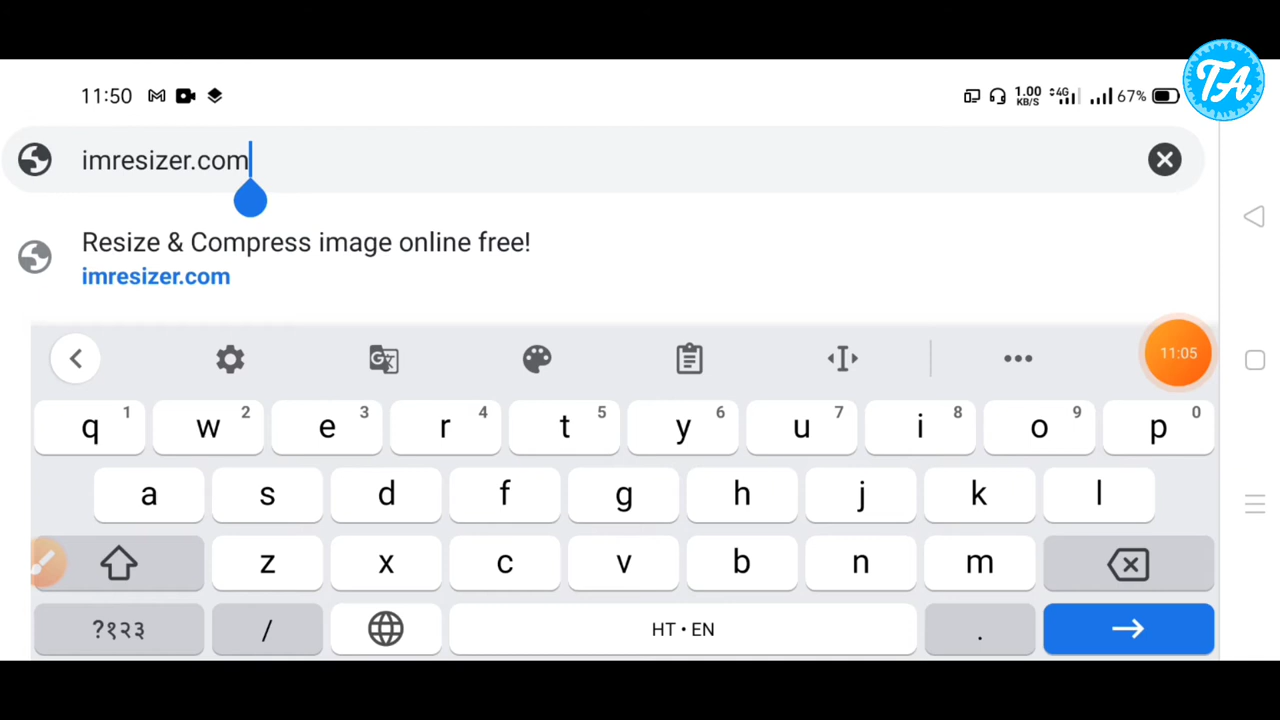 11:50
1.00 KB/S 4G 67%
TA
imresizer.com
Resize & Compress image online free!
imresizer.com
11:05
q 1 w 2 e 3 r 4 t 5 y 6 u 7 i 8 o 9 p 0
a s d f g h j k l
z x c v b n m
?१२३ / HT • EN .